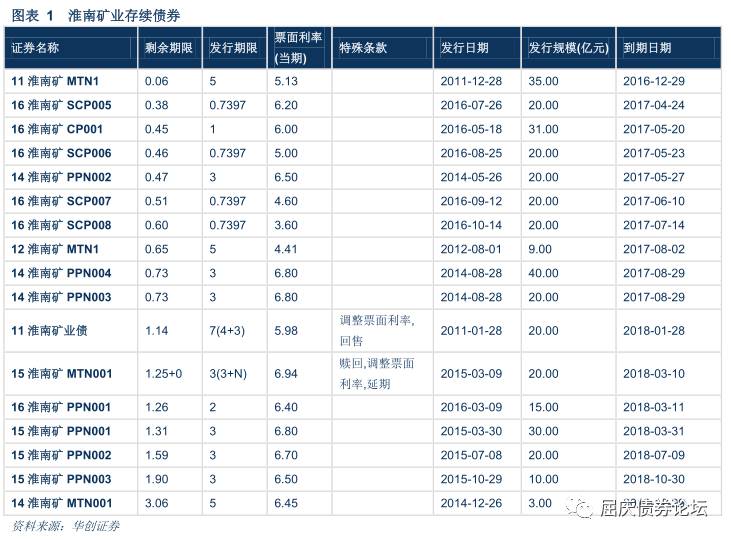 图表 1 淮南矿业存续债券
证券名称 剩余期限 发行期限 票面利率(当期) 特殊条款 发行日期 发行规模(亿元) 到期日期
11 淮南矿 MTN1 0.06 5 5.13 2011-12-28 35.00 2016-12-29
16 淮南矿 SCP005 0.38 0.7397 6.20 2016-07-26 20.00 2017-04-24
16 淮南矿 CP001 0.45 1 6.00 2016-05-18 31.00 2017-05-20
16 淮南矿 SCP006 0.46 0.7397 5.00 2016-08-25 20.00 2017-05-23
14 淮南矿 PPN002 0.47 3 6.50 2014-05-26 20.00 2017-05-27
16 淮南矿 SCP007 0.51 0.7397 4.60 2016-09-12 20.00 2017-06-10
16 淮南矿 SCP008 0.60 0.7397 3.60 2016-10-14 20.00 2017-07-14
12 淮南矿 MTN1 0.65 5 4.41 2012-08-01 9.00 2017-08-02
14 淮南矿 PPN004 0.73 3 6.80 2014-08-28 40.00 2017-08-29
14 淮南矿 PPN003 0.73 3 6.80 2014-08-28 20.00 2017-08-29
11 淮南矿业债 1.14 7(4+3) 5.98 调整票面利率,回售 2011-01-28 20.00 2018-01-28
15 淮南矿 MTN001 1.25+0 3(3+N) 6.94 赎回,调整票面利率,延期 2015-03-09 20.00 2018-03-10
16 淮南矿 PPN001 1.26 2 6.40 2016-03-09 15.00 2018-03-11
15 淮南矿 PPN001 1.31 3 6.80 2015-03-30 30.00 2018-03-31
15 淮南矿 PPN002 1.59 3 6.70 2015-07-08 20.00 2018-07-09
15 淮南矿 PPN003 1.90 3 6.50 2015-10-29 10.00 2018-10-30
14 淮南矿 MTN001 3.06 5 6.45 2014-12-26 3.00
屈庆债券论坛
资料来源：华创证券